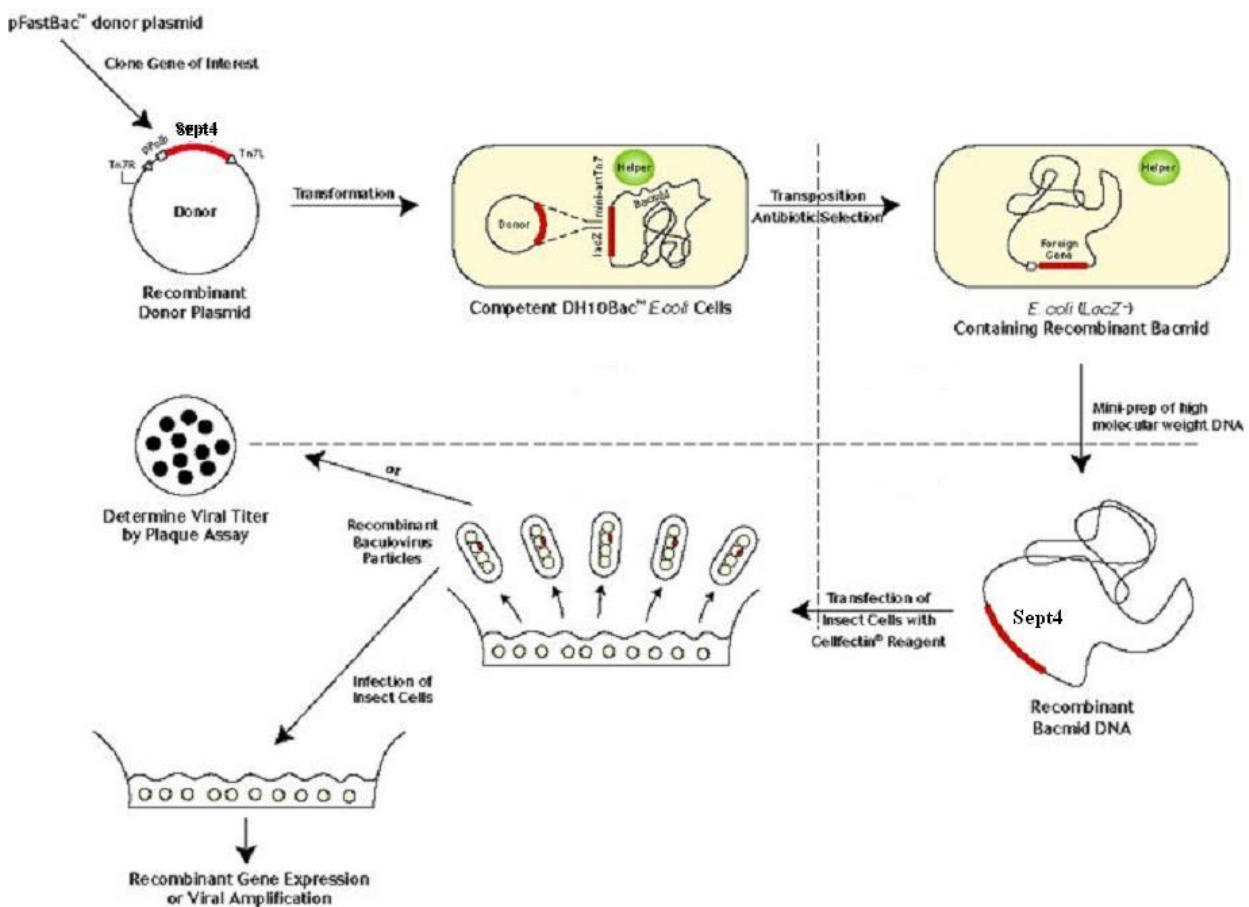 pFastBac™ donor plasmid
Clone Gene of Interest
Sept4
pPolh
Tn7R
Tn7L
Donor
Recombinant
Donor Plasmid
Transformation
Helper
Donor
lacZ
mini-attTn7
Bacmid
Competent DH10Bac™ E.coli Cells
Transposition
Antibiotic Selection
Helper
Foreign
Gene
E. coli (LacZ⁻)
Containing Recombinant Bacmid
Mini-prep of high
molecular weight DNA
Determine Viral Titer
by Plaque Assay
or
Recombinant
Baculovirus
Particles
Transfection of
Insect Cells with
Cellfectin® Reagent
Sept4
Recombinant
Bacmid DNA
Infection of
Insect Cells
Recombinant Gene Expression
or Viral Amplification